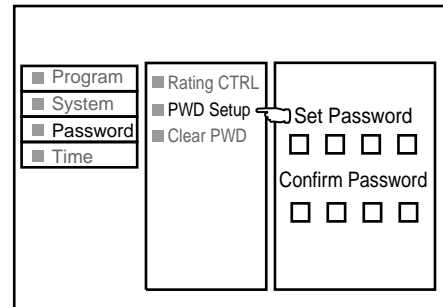 Program
System
Password
Time
Rating CTRL
PWD Setup
Clear PWD
Set Password
Confirm Password